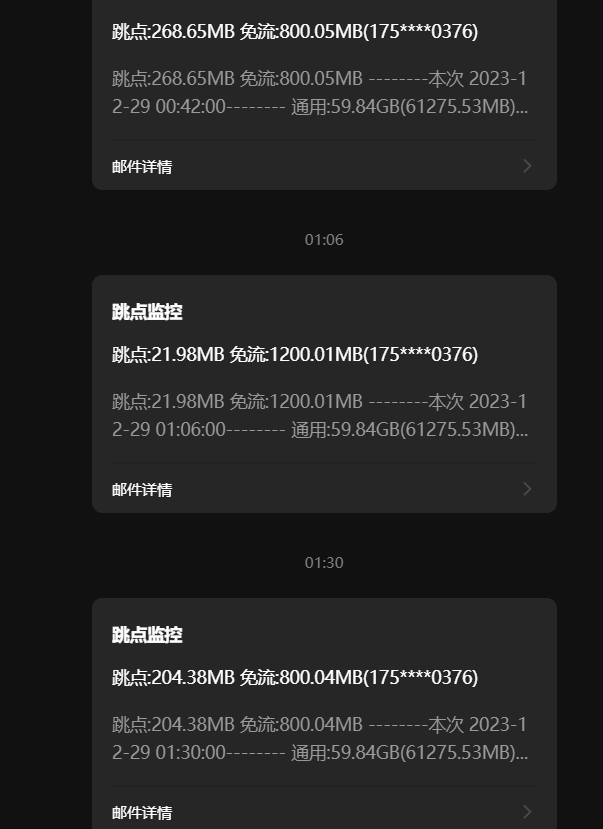 跳点:268.65MB 免流:800.05MB(175****0376)
跳点:268.65MB 免流:800.05MB --------本次 2023-1
2-29 00:42:00-------- 通用:59.84GB(61275.53MB)...
邮件详情
01:06
跳点监控
跳点:21.98MB 免流:1200.01MB(175****0376)
跳点:21.98MB 免流:1200.01MB --------本次 2023-1
2-29 01:06:00-------- 通用:59.84GB(61275.53MB)...
邮件详情
01:30
跳点监控
跳点:204.38MB 免流:800.04MB(175****0376)
跳点:204.38MB 免流:800.04MB --------本次 2023-1
2-29 01:30:00-------- 通用:59.84GB(61275.53MB)...
邮件详情